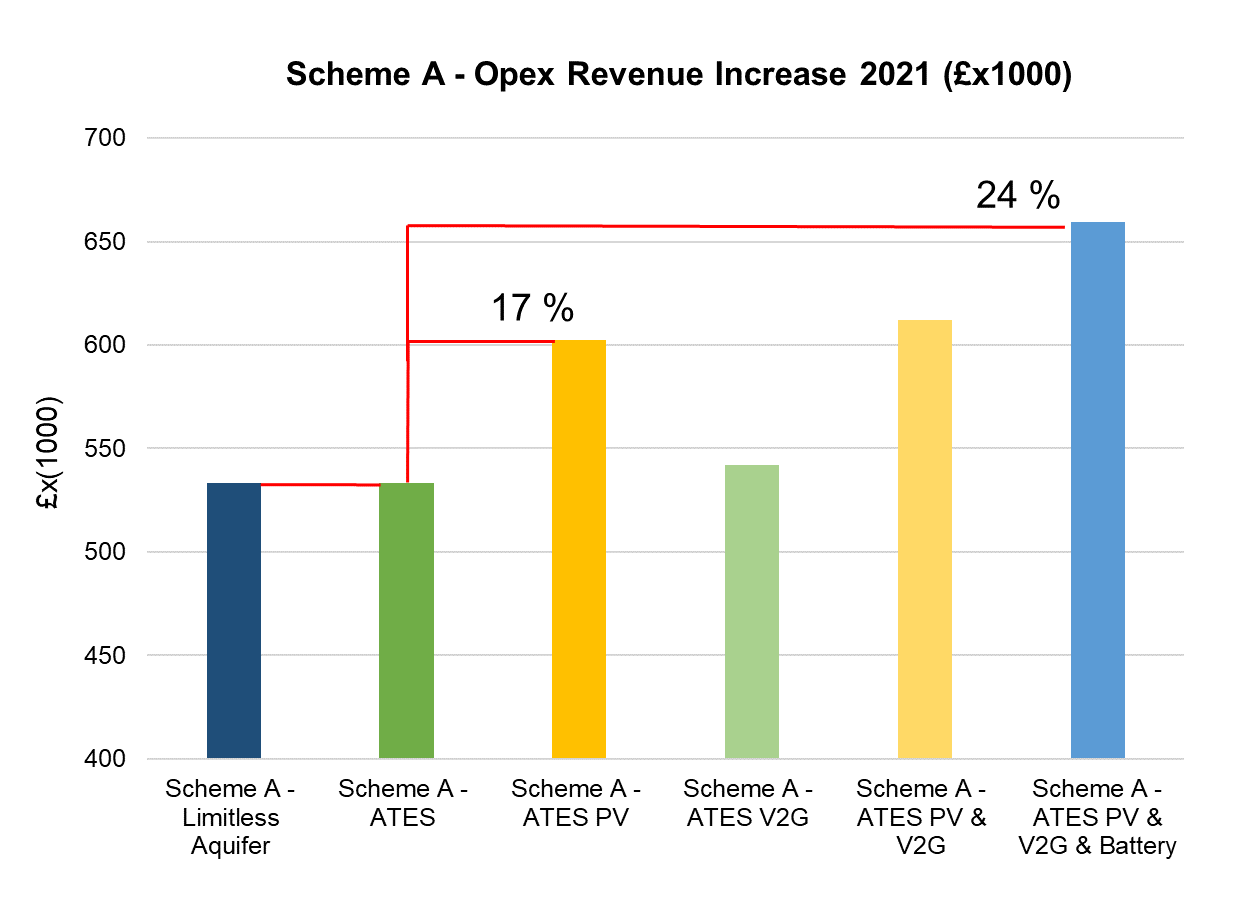 Scheme A - Opex Revenue Increase 2021 (£x1000)
700
24 %
650
17 %
600
£x(1000)
550
500
450
400
Scheme A -
Limitless
Aquifer
Scheme A -
ATES
Scheme A -
ATES PV
Scheme A -
ATES V2G
Scheme A -
ATES PV &
V2G
Scheme A -
ATES PV &
V2G & Battery